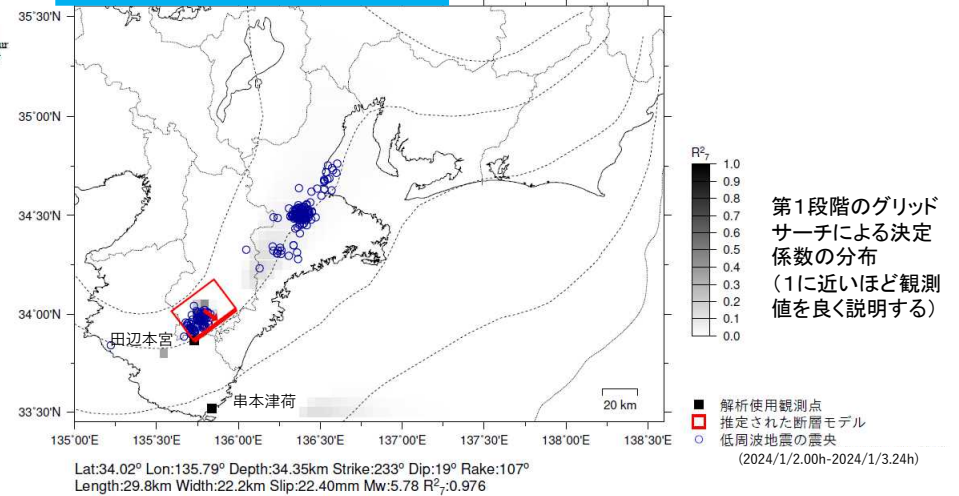 35°30'N
35°00'N
34°30'N
34°00'N
33°30'N
135°00'E 135°30'E 136°00'E 136°30'E 137°00'E 137°30'E 138°00'E 138°30'E
田辺本宮
串本津荷
20 km
R²₇
1.0
0.9
0.8
0.7
0.6
0.5
0.4
0.3
0.2
0.1
0.0
第1段階のグリッド
サーチによる決定
係数の分布
(1に近いほど観測
値を良く説明する)
解析使用観測点
推定された断層モデル
低周波地震の震央
(2024/1/2.00h-2024/1/3.24h)
Lat:34.02° Lon:135.79° Depth:34.35km Strike:233° Dip:19° Rake:107°
Length:29.8km Width:22.2km Slip:22.40mm Mw:5.78 R²₇:0.976